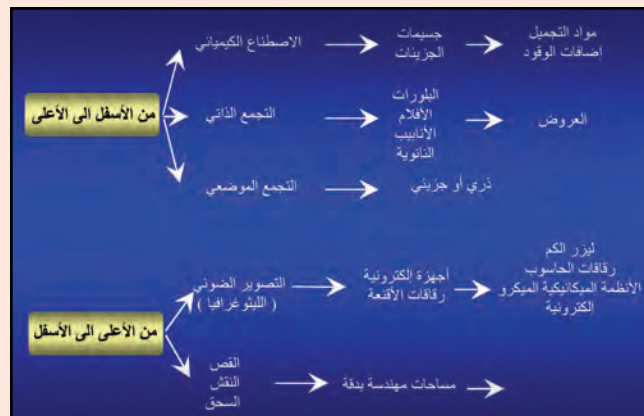 الاصطناع الكيميائي
جسيمات
الجزيئات
مواد التجميل
إضافات الوقود
من الأسفل الى الأعلى
التجمع الذاتي
البلورات
الأفلام
الأنابيب
النانوية
العروض
التجمع الموضعي
ذري أو جزيئي
من الأعلى الى الأسفل
التصوير الضوئي
( الليثوغرافيا )
أجهزة الكترونية
رقاقات الأقنعة
ليزر الكم
رقاقات الحاسوب
الأنظمة الميكانيكية الميكرو
إلكترونية
القص
النقش
السحق
مساحات مهندسة بدقة